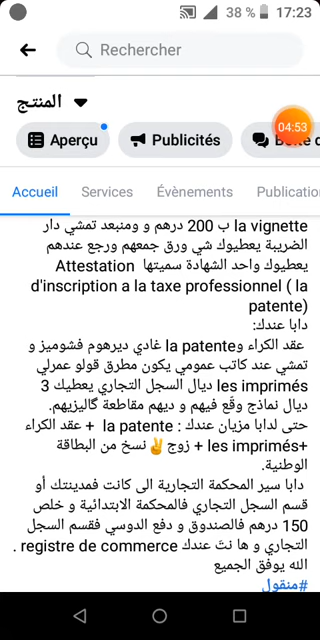 38 % 17:23
Rechercher
المنتج
04:53
Aperçu Publicités
Accueil Services Évènements Publication
la vignette ب 200 درهم و ومنبعد تمشي دار
الضريبة يعطيوك شي ورق جمعهم ورجع عندهم
يعطيوك واحد الشهادة سميتها Attestation
d'inscription a la taxe professionnel ( la
patente)
دابا عندك:
عقد الكراء وla patente غادي ديرهوم فشوميز و
تمشي عند كاتب عمومي يكون مطرق قولو عمرلي
les imprimés ديال السجل التجاري يعطيك 3
ديال نماذج وقّع فيهم و ديهم مقاطعة ݣاليزيهم.
حتى لدابا مزيان عندك : la patente + عقد الكراء
+les imprimés + زوج ✌ نسخ من البطاقة
الوطنية.
دابا سير المحكمة التجارية الى كانت فمدينتك أو
قسم السجل التجاري فالمحكمة الابتدائية و خلص
150 درهم فالصندوق و دفع الدوسي فقسم السجل
التجاري و ها نتَ عندك registre de commerce .
الله يوفق الجميع
#منقول